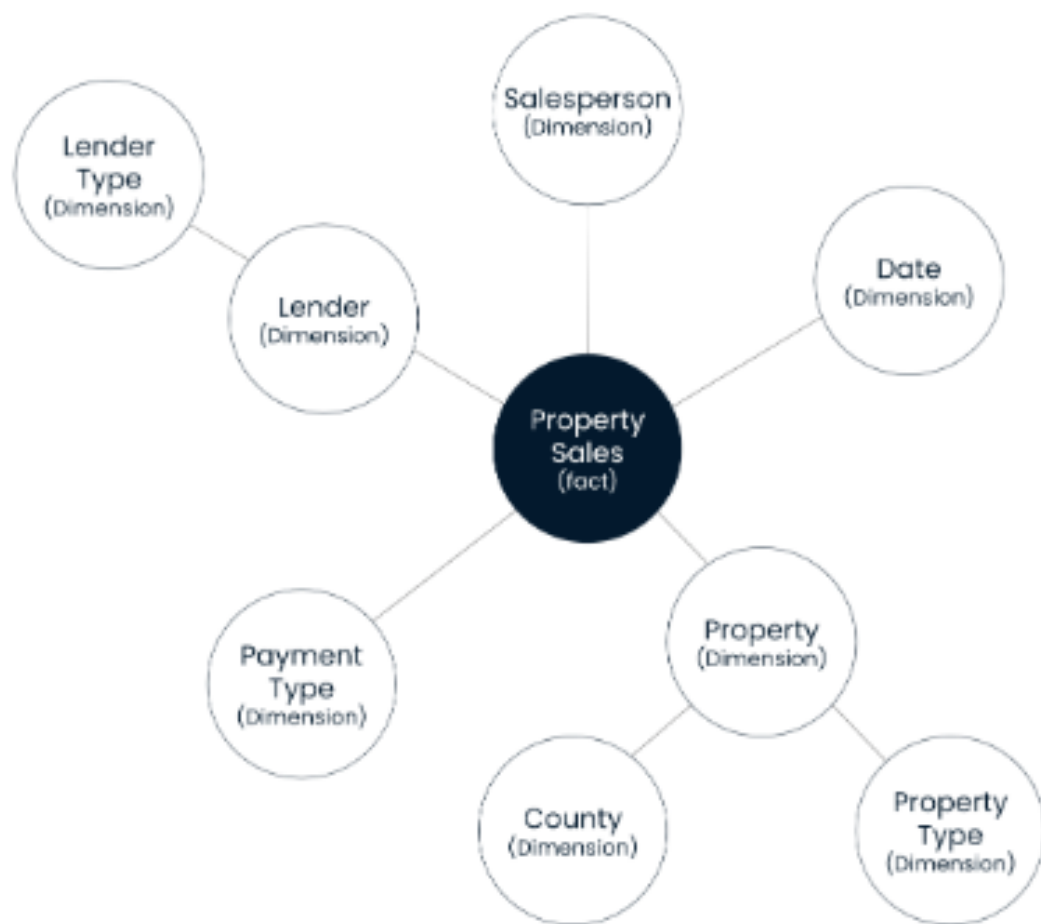 Salesperson
(Dimension)
Lender
Type
(Dimension)
Date
(Dimension)
Lender
(Dimension)
Property
Sales
(fact)
Property
(Dimension)
Payment
Type
(Dimension)
County
(Dimension)
Property
Type
(Dimension)